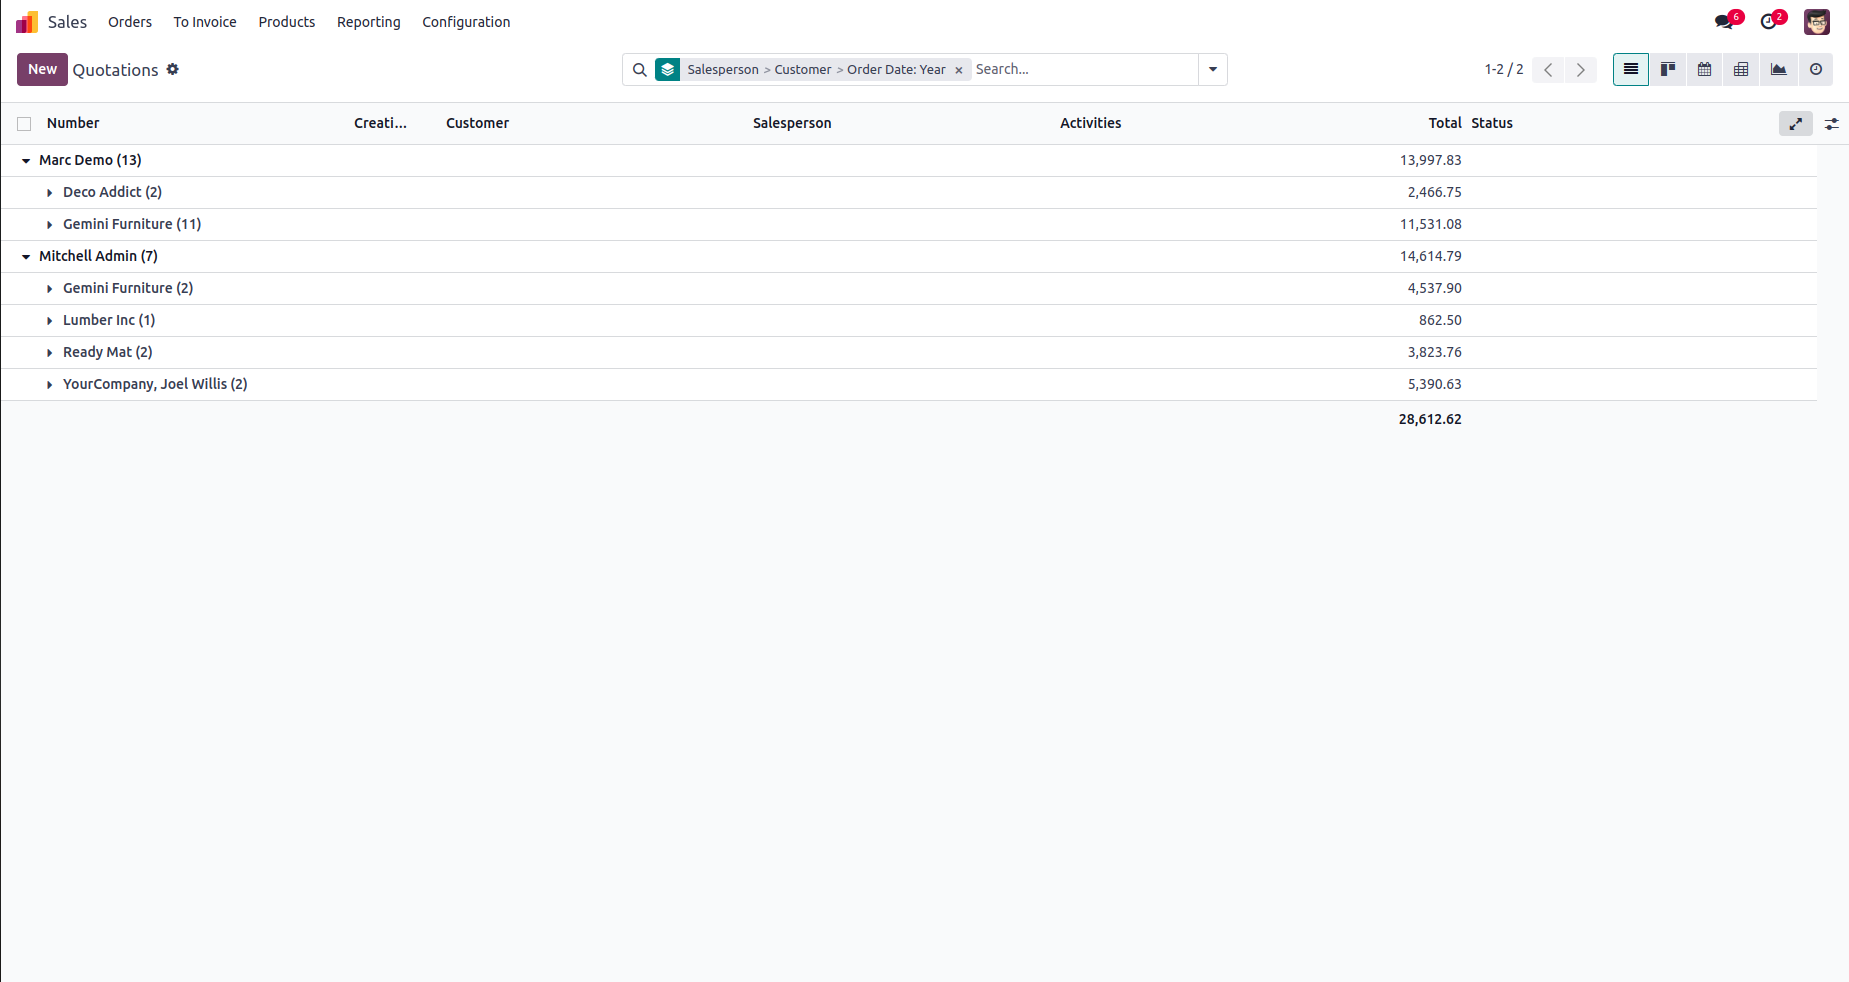 Sales Orders To Invoice Products Reporting Configuration 6 2
New Quotations Salesperson > Customer > Order Date: Year × Search... 1-2 / 2
Number Creati... Customer Salesperson Activities Total Status
Marc Demo (13) 13,997.83
Deco Addict (2) 2,466.75
Gemini Furniture (11) 11,531.08
Mitchell Admin (7) 14,614.79
Gemini Furniture (2) 4,537.90
Lumber Inc (1) 862.50
Ready Mat (2) 3,823.76
YourCompany, Joel Willis (2) 5,390.63
28,612.62